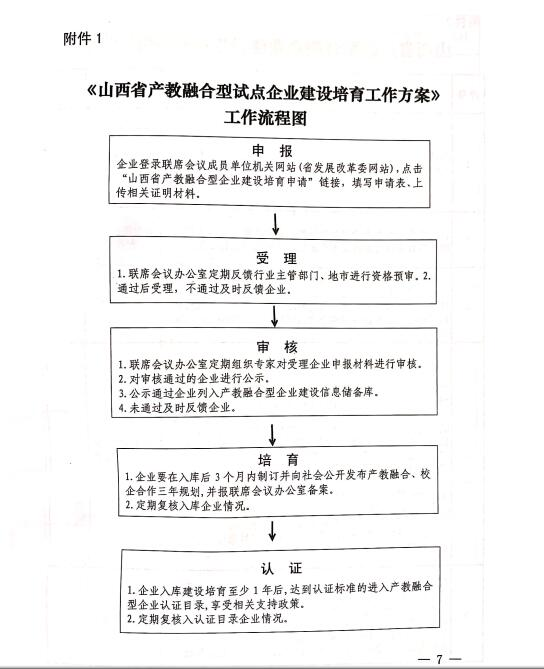 附件1
《山西省产教融合型试点企业建设培育工作方案》
工作流程图
申 报
企业登录联席会议成员单位机关网站(省发展改革委网站),点击
“山西省产教融合型企业建设培育申请”链接，填写申请表、上
传相关证明材料。
受 理
1.联席会议办公室定期反馈行业主管部门、地市进行资格预审。2.
通过后受理，不通过及时反馈企业。
审 核
1.联席会议办公室定期组织专家对受理企业申报材料进行审核。
2.对审核通过的企业进行公示。
3.公示通过企业列入产教融合型企业建设信息储备库。
4.未通过及时反馈企业。
培 育
1.企业要在入库后3个月内制订并向社会公开发布产教融合、校
企合作三年规划,并报联席会议办公室备案。
2.定期复核入库企业情况。
认 证
1.企业入库建设培育至少1年后,达到认证标准的进入产教融合
型企业认证目录,享受相关支持政策。
2.定期复核入认证目录企业情况。
— 7 —